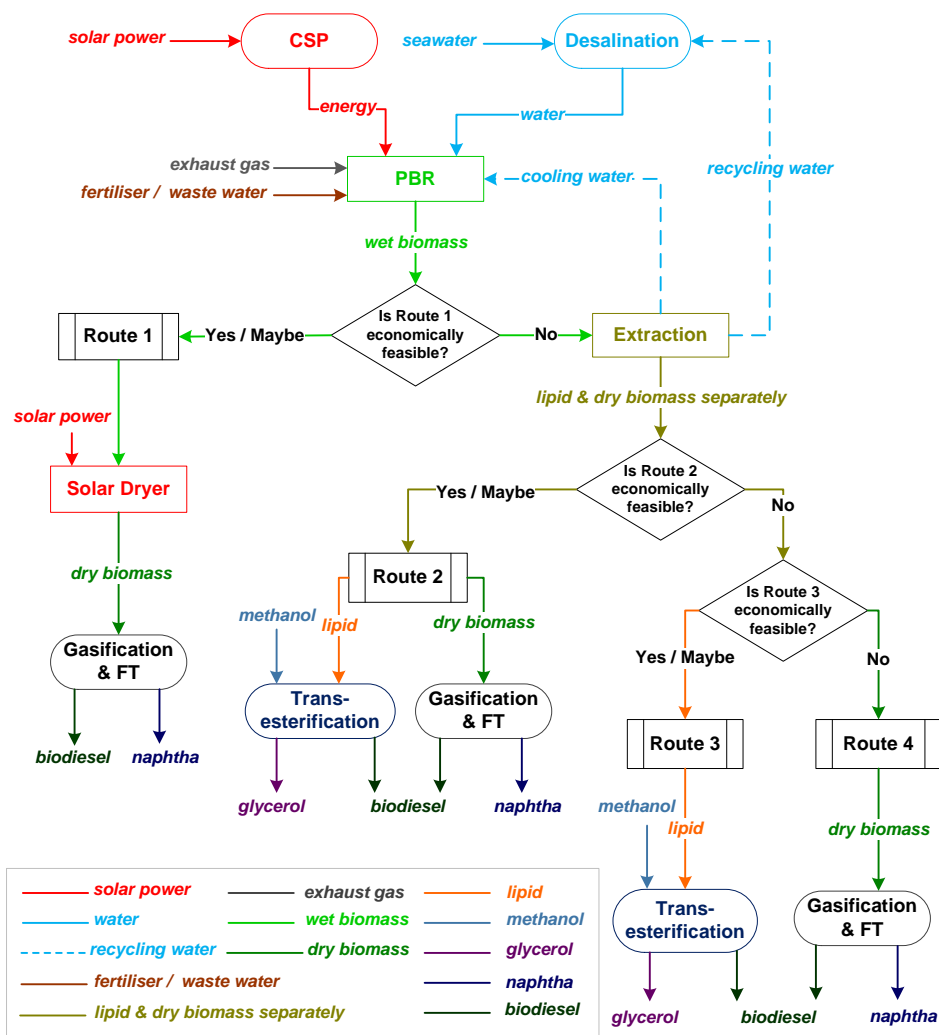 solar power
CSP
seawater
Desalination
energy
water
exhaust gas
fertiliser / waste water
PBR
cooling water
recycling water
wet biomass
Route 1
Yes / Maybe
Is Route 1
economically
feasible?
No
Extraction
lipid & dry biomass separately
solar power
Solar Dryer
Yes / Maybe
Is Route 2
economically
feasible?
No
dry biomass
Route 2
methanol
lipid
dry biomass
Is Route 3
economically
feasible?
Yes / Maybe
No
Gasification
& FT
Trans-
esterification
Gasification
& FT
Route 3
Route 4
biodiesel
naphtha
glycerol
biodiesel
naphtha
methanol
lipid
dry biomass
Trans-
esterification
Gasification
& FT
glycerol
biodiesel
naphtha
solar power
exhaust gas
lipid
water
wet biomass
methanol
recycling water
dry biomass
glycerol
fertiliser / waste water
naphtha
lipid & dry biomass separately
biodiesel